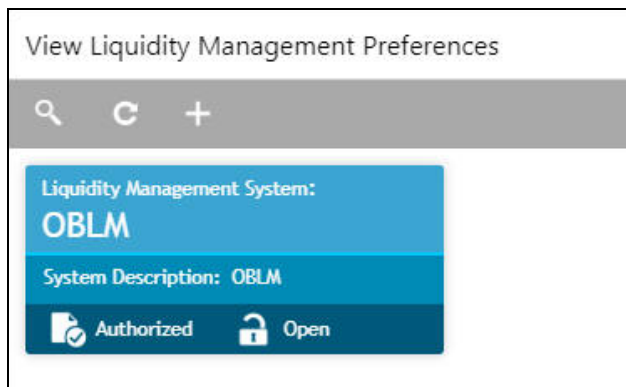 View Liquidity Management Preferences
Liquidity Management System:
OBLM
System Description: OBLM
Authorized Open